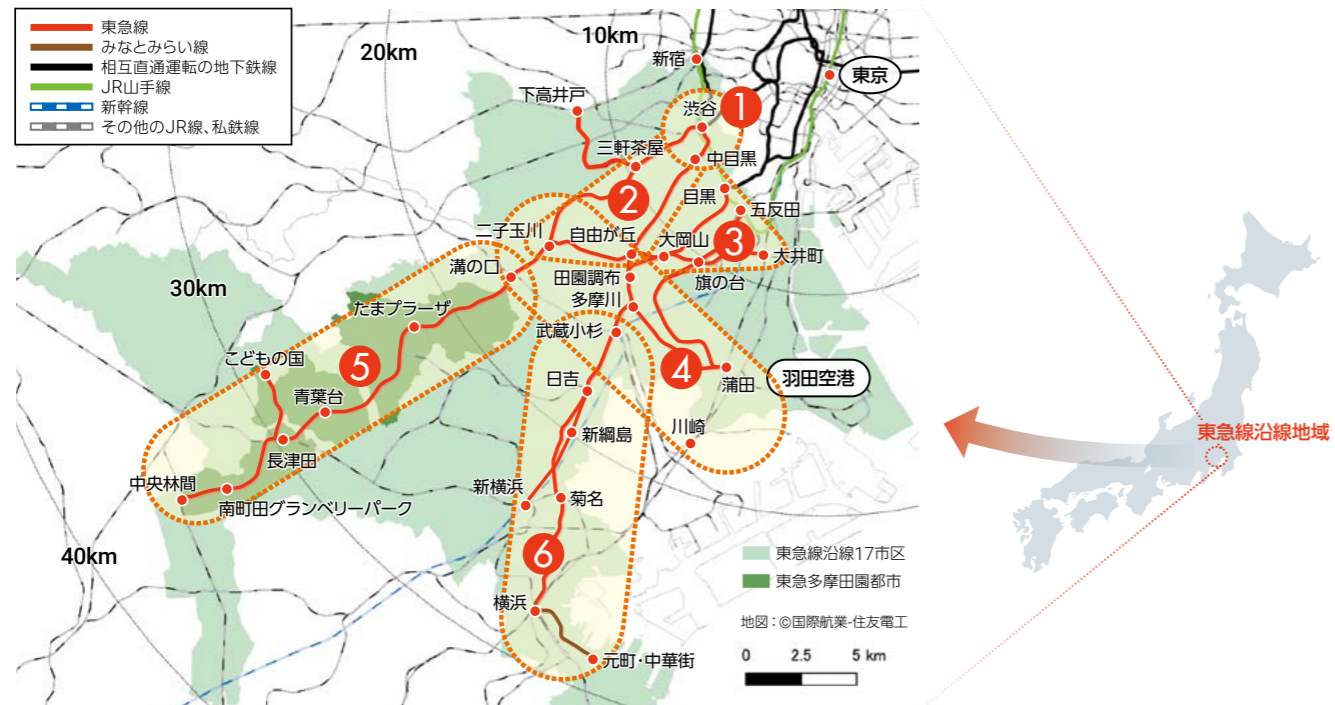 東急線
みなとみらい線
相互直通運転の地下鉄線
JR山手線
新幹線
その他のJR線、私鉄線
20km
10km
30km
40km
新宿
東京
下高井戸
渋谷
1
三軒茶屋
中目黒
2
目黒
五反田
二子玉川
自由が丘
大岡山
3
大井町
溝の口
田園調布
旗の台
多摩川
たまプラーザ
武蔵小杉
こどもの国
5
4
蒲田
羽田空港
日吉
青葉台
川崎
新綱島
長津田
中央林間
新横浜
菊名
南町田グランベリーパーク
6
横浜
元町・中華街
東急線沿線17市区
東急多摩田園都市
地図：©国際航業-住友電工
0 2.5 5 km
東急線沿線地域